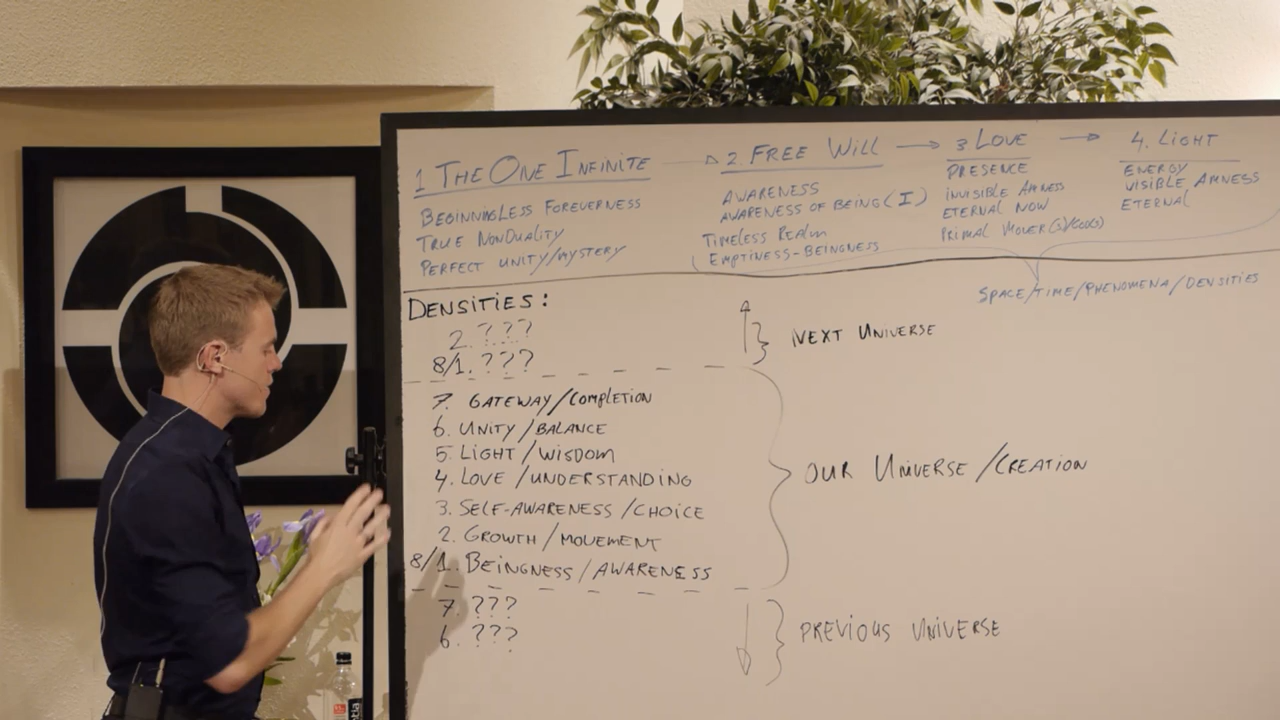 1 THE ONE INFINITE
BEGINNINGLESS FOREVERNESS
TRUE NONDUALITY
PERFECT UNITY/MYSTERY
2. FREE WILL
AWARENESS
AWARENESS OF BEING (I)
TIMELESS REALM
EMPTINESS-BEINGNESS
3 LOVE
PRESENCE
INVISIBLE AMNESS
ETERNAL NOW
PRIMAL MOVER(S)/GOD(S)
4. LIGHT
ENERGY
VISIBLE AMNESS
ETERNAL
SPACE/TIME/PHENOMENA/DENSITIES
DENSITIES:
2. ???
8/1. ???
NEXT UNIVERSE
7. GATEWAY/COMPLETION
6. UNITY/BALANCE
5. LIGHT/WISDOM
4. LOVE/UNDERSTANDING
3. SELF-AWARENESS/CHOICE
2. GROWTH/MOVEMENT
8/1. BEINGNESS/AWARENESS
OUR UNIVERSE/CREATION
7. ???
6. ???
PREVIOUS UNIVERSE